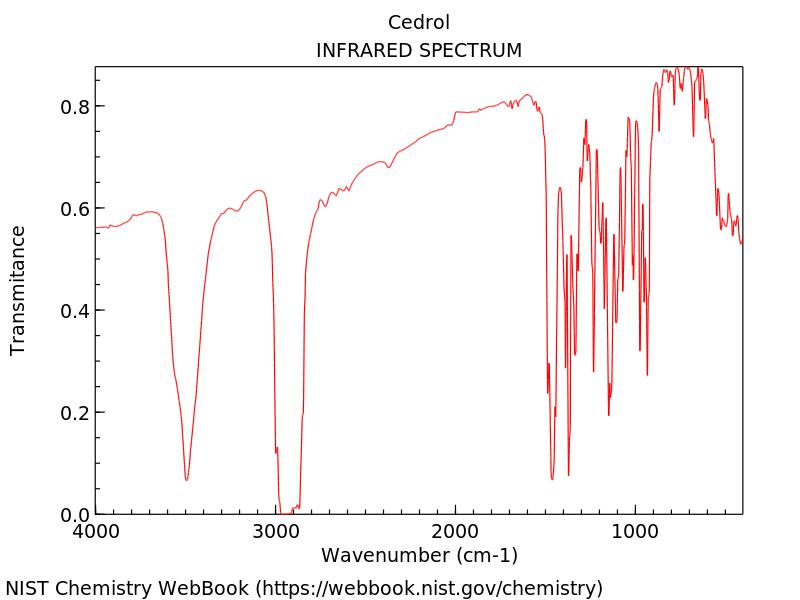 Cedrol
INFRARED SPECTRUM
0.8
0.6
0.4
0.2
0.0
Transmitance
4000 3000 2000 1000
Wavenumber (cm-1)
NIST Chemistry WebBook (https://webbook.nist.gov/chemistry)